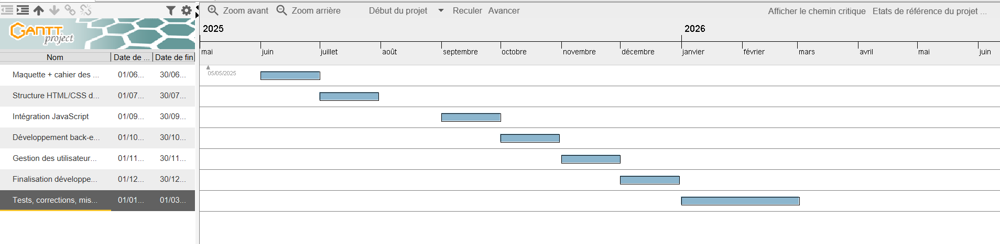 Zoom avant Zoom arrière Début du projet Reculer Avancer Afficher le chemin critique Etats de référence du projet ...
GANTT
project
2025 2026
mai juin juillet août septembre octobre novembre décembre janvier février mars avril mai juin
Nom Date de ... Date de fin
05/05/2025
Maquette + cahier des ... 01/06... 30/06...
Structure HTML/CSS d... 01/07... 30/07...
Intégration JavaScript 01/09... 30/09...
Développement back-e... 01/10... 30/10...
Gestion des utilisateur... 01/11... 30/11...
Finalisation développe... 01/12... 30/12...
Tests, corrections, mis... 01/01... 01/03...